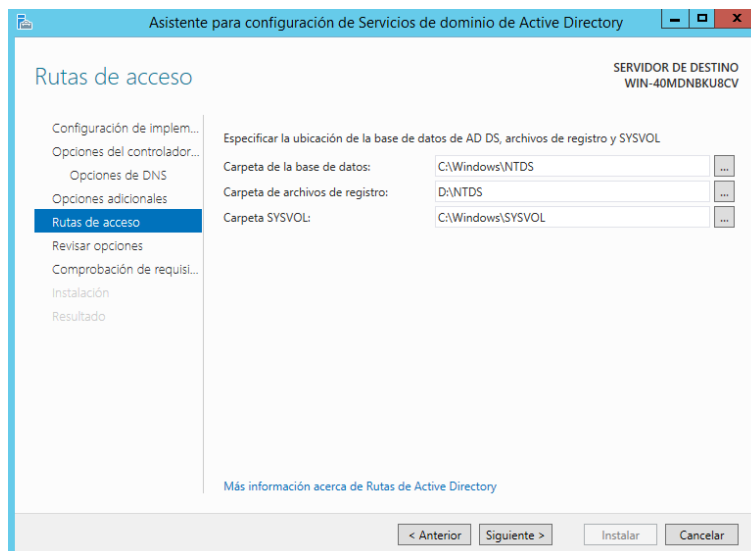 Asistente para configuración de Servicios de dominio de Active Directory
Rutas de acceso
SERVIDOR DE DESTINO
WIN-40MDNBKU8CV
Configuración de implem...
Opciones del controlador...
Opciones de DNS
Opciones adicionales
Rutas de acceso
Revisar opciones
Comprobación de requisi...
Instalación
Resultado
Especificar la ubicación de la base de datos de AD DS, archivos de registro y SYSVOL
Carpeta de la base de datos: C:\Windows\NTDS ...
Carpeta de archivos de registro: D:\NTDS ...
Carpeta SYSVOL: C:\Windows\SYSVOL ...
Más información acerca de Rutas de Active Directory
< Anterior Siguiente > Instalar Cancelar